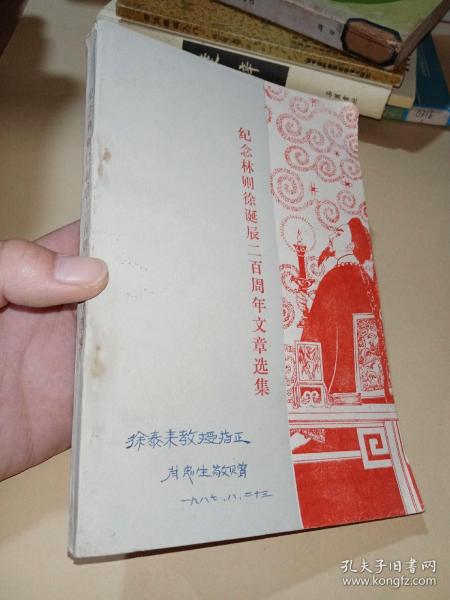 纪念林则徐诞辰二百周年文章选集
徐泰来教授指正
肖忠生敬赠
一九八七、八、二十三
孔夫子旧书网
www.kongfz.com